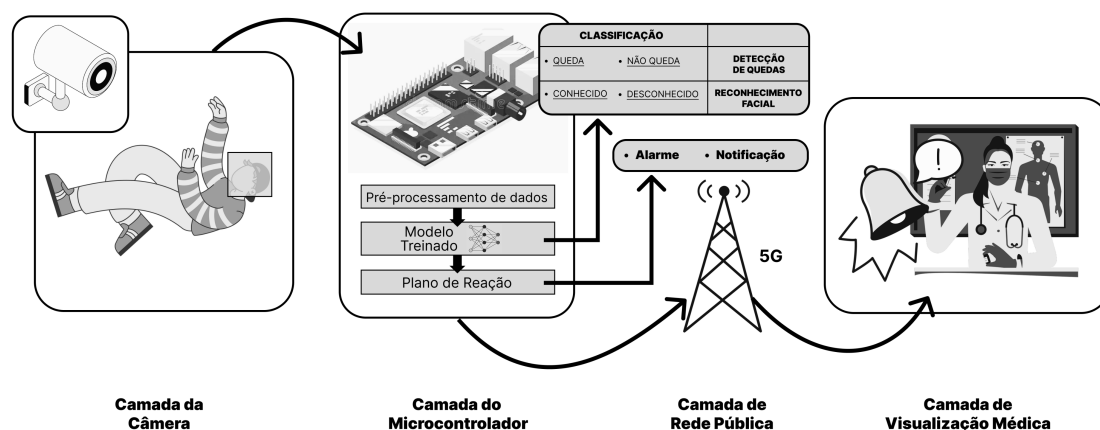 CLASSIFICAÇÃO
• QUEDA • NÃO QUEDA
DETECÇÃO
DE QUEDAS
• CONHECIDO • DESCONHECIDO
RECONHECIMENTO
FACIAL
• Alarme • Notificação
Pré-processamento de dados
Modelo
Treinado
Plano de Reação
5G
!
Camada da
Câmera
Camada do
Microcontrolador
Camada de
Rede Pública
Camada de
Visualização Médica